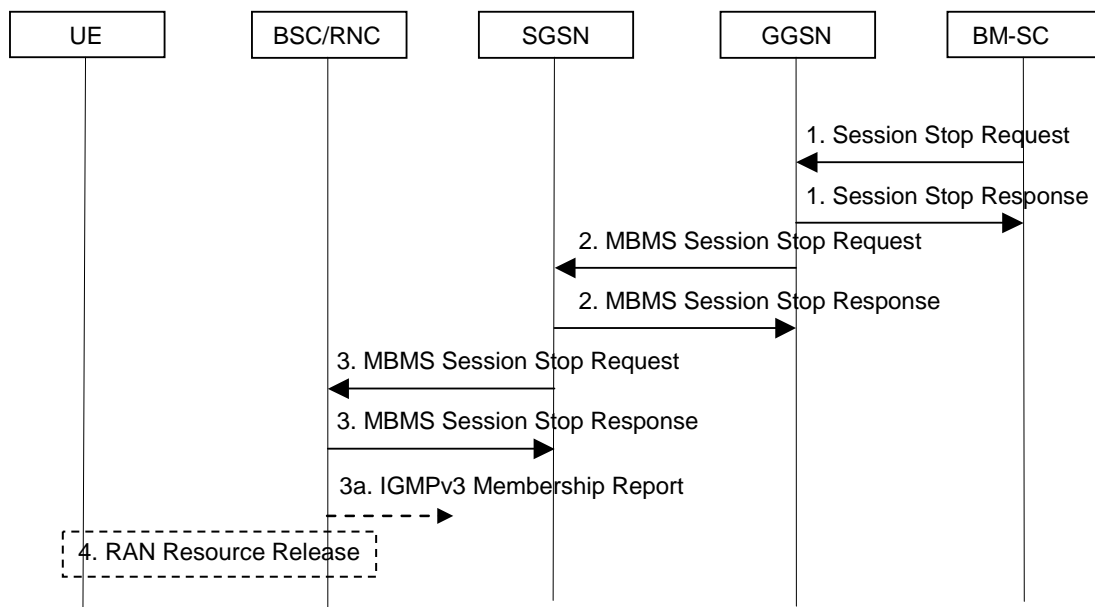 UE
BSC/RNC
SGSN
GGSN
BM-SC
1. Session Stop Request
1. Session Stop Response
2. MBMS Session Stop Request
2. MBMS Session Stop Response
3. MBMS Session Stop Request
3. MBMS Session Stop Response
3a. IGMPv3 Membership Report
4. RAN Resource Release